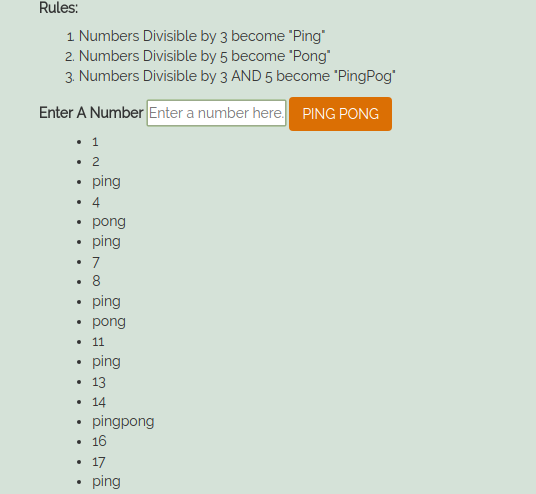 Rules:
1. Numbers Divisible by 3 become "Ping"
2. Numbers Divisible by 5 become "Pong"
3. Numbers Divisible by 3 AND 5 become "PingPog"
Enter A Number Enter a number here. PING PONG
• 1
• 2
• ping
• 4
• pong
• ping
• 7
• 8
• ping
• pong
• 11
• ping
• 13
• 14
• pingpong
• 16
• 17
• ping